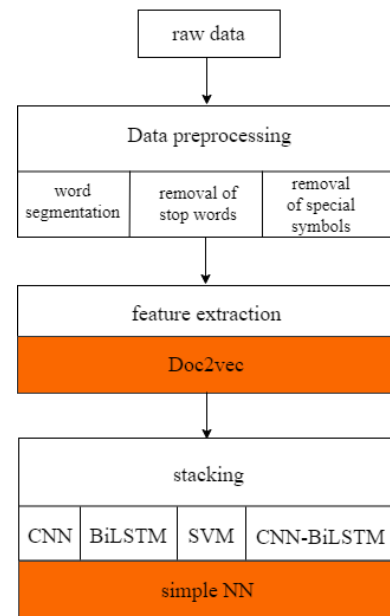 raw data
Data preprocessing
word
segmentation
removal of
stop words
removal
of special
symbols
feature extraction
Doc2vec
stacking
CNN
BiLSTM
SVM
CNN-BiLSTM
simple NN